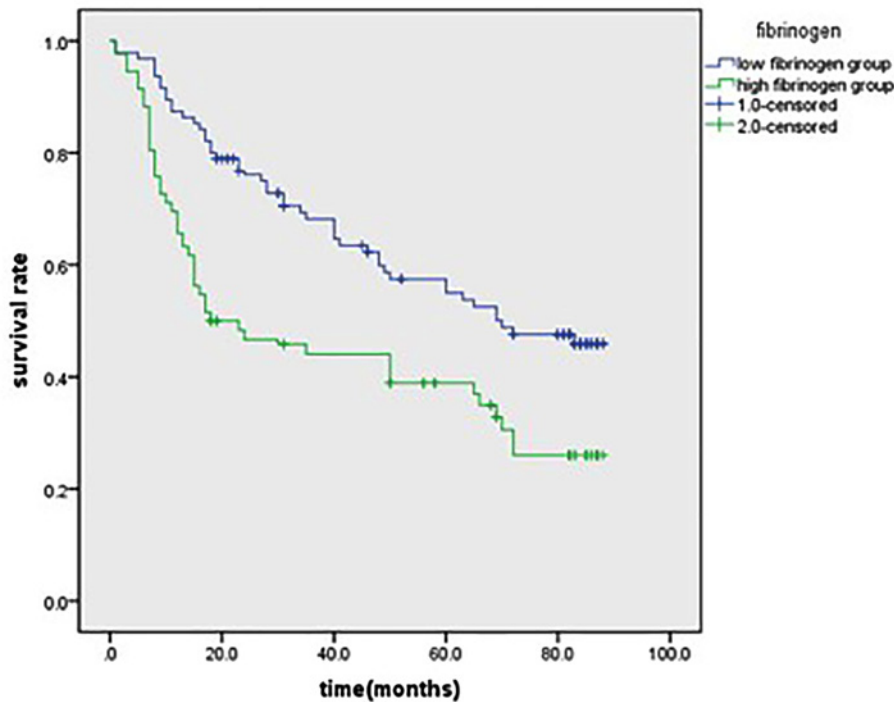 fibrinogen
low fibrinogen group
high fibrinogen group
1.0-censored
2.0-censored
survival rate
1.0
0.8
0.6
0.4
0.2
0.0
.0 20.0 40.0 60.0 80.0 100.0
time(months)